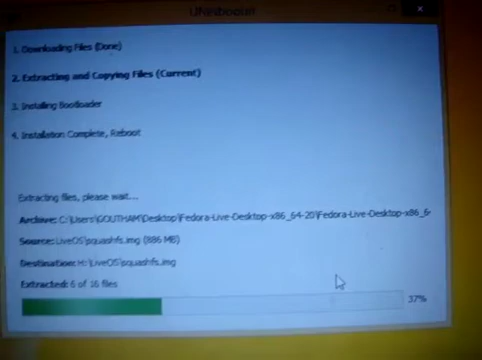 UNetbootin
1. Downloading Files (Done)
2. Extracting and Copying Files (Current)
3. Installing Bootloader
4. Installation Complete, Reboot
Extracting files, please wait...
Archive: C:\Users\GOUTHAM\Desktop\Fedora-Live-Desktop-x86_64-20\Fedora-Live-Desktop-x86_6
Source: LiveOS\squashfs.img (886 MB)
Destination: H:\LiveOS\squashfs.img
Extracted: 6 of 16 files
37%